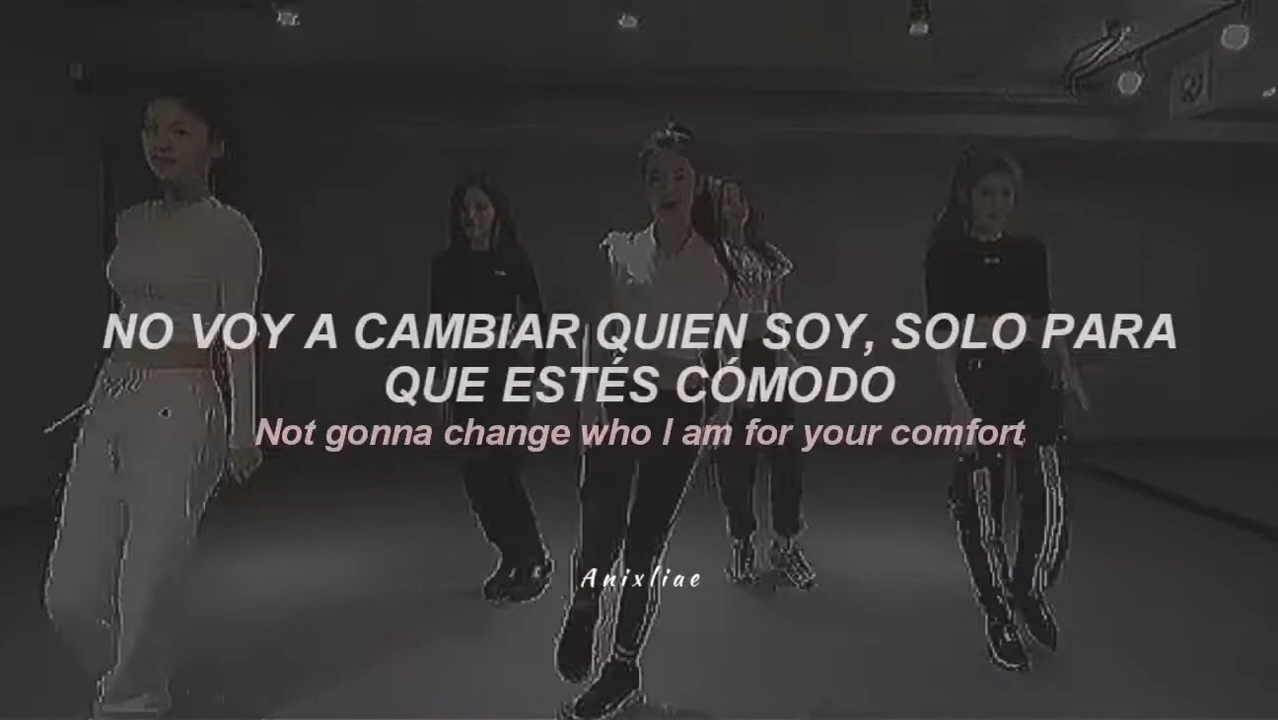 NO VOY A CAMBIAR QUIEN SOY, SOLO PARA
QUE ESTÉS CÓMODO
Not gonna change who I am for your comfort
Anixliae